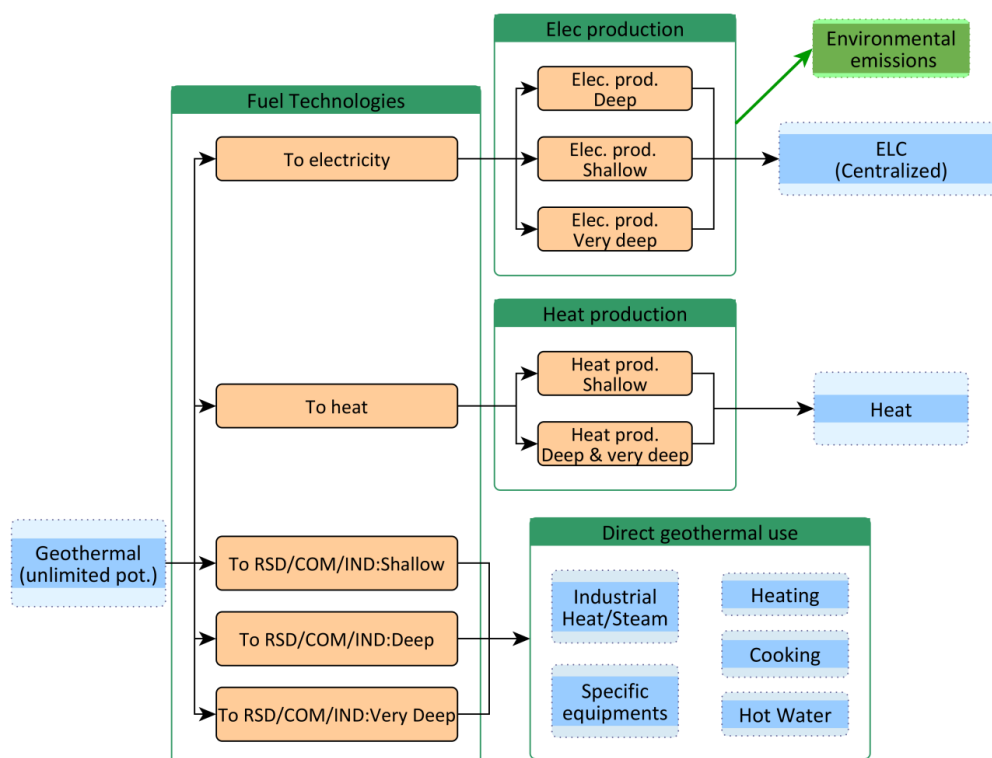 Elec production
Environmental
emissions
Elec. prod.
Deep
Fuel Technologies
To electricity
Elec. prod.
Shallow
ELC
(Centralized)
Elec. prod.
Very deep
Heat production
Heat prod.
Shallow
To heat
Heat
Heat prod.
Deep & very deep
Geothermal
(unlimited pot.)
To RSD/COM/IND:Shallow
To RSD/COM/IND:Deep
To RSD/COM/IND:Very Deep
Direct geothermal use
Industrial
Heat/Steam
Heating
Cooking
Specific
equipments
Hot Water